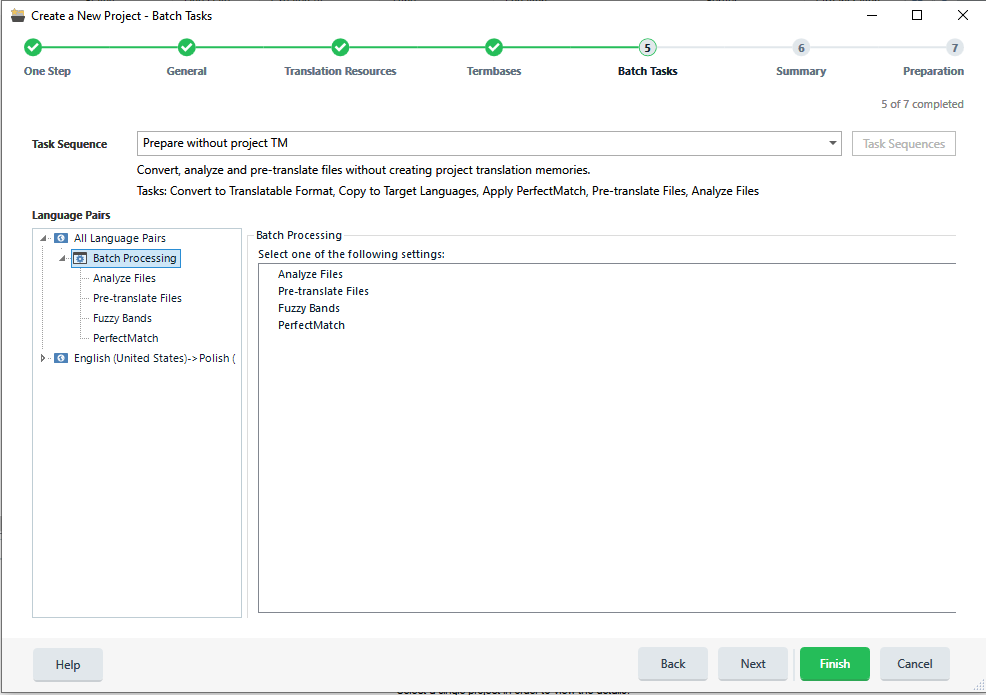 Create a New Project - Batch Tasks
5
6
7
One Step
General
Translation Resources
Termbases
Batch Tasks
Summary
Preparation
5 of 7 completed
Task Sequence
Prepare without project TM
Task Sequences
Convert, analyze and pre-translate files without creating project translation memories.
Tasks: Convert to Translatable Format, Copy to Target Languages, Apply PerfectMatch, Pre-translate Files, Analyze Files
Language Pairs
All Language Pairs
Batch Processing
Analyze Files
Pre-translate Files
Fuzzy Bands
PerfectMatch
English (United States)->Polish (
Batch Processing
Select one of the following settings:
Analyze Files
Pre-translate Files
Fuzzy Bands
PerfectMatch
Help
Back
Next
Finish
Cancel